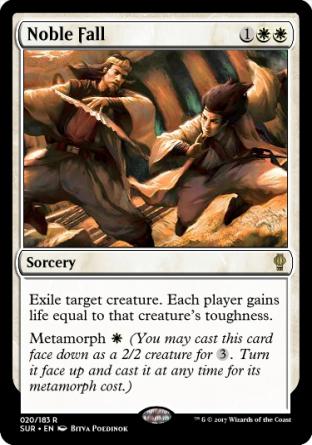 Noble Fall 1
Sorcery
Exile target creature. Each player gains
life equal to that creature's toughness.
Metamorph (You may cast this card
face down as a 2/2 creature for 3. Turn
it face up and cast it at any time for its
metamorph cost.)
020/183 R
SUR • EN Bitva Poedinok
™ & © 2017 Wizards of the Coast